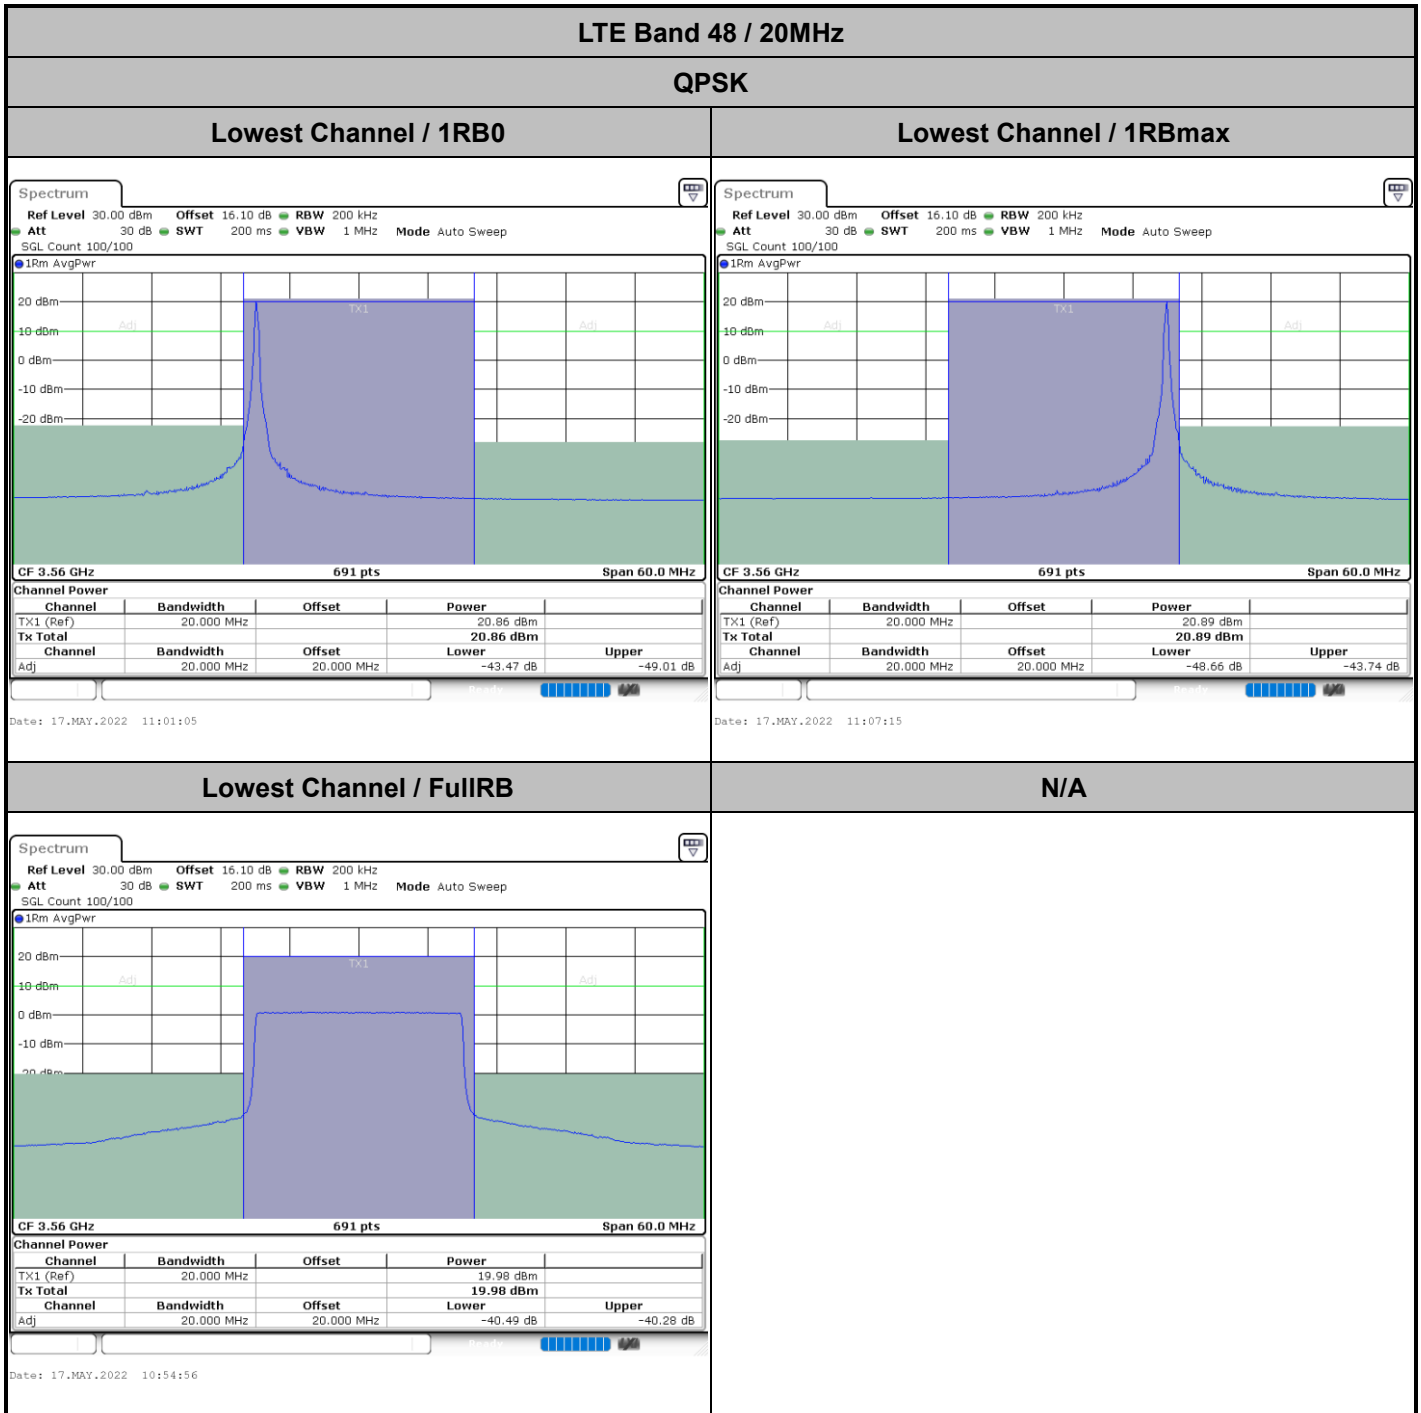 LTE Band 48 / 20MHz
QPSK
Lowest Channel / 1RB0
Lowest Channel / 1RBmax
Spectrum
Ref Level 30.00 dBm Offset 16.10 dB RBW 200 kHz
Att 30 dB SWT 200 ms VBW 1 MHz Mode Auto Sweep
SGL Count 100/100
1Rm AvgPwr
TX1
20 dBm
Adj
Adj
10 dBm
0 dBm
-10 dBm
-20 dBm
CF 3.56 GHz 691 pts Span 60.0 MHz
Channel Power
Channel Bandwidth Offset Power
TX1 (Ref) 20.000 MHz 20.86 dBm
Tx Total 20.86 dBm
Channel Bandwidth Offset Lower Upper
Adj 20.000 MHz 20.000 MHz -43.47 dB -49.01 dB
Ready
Date: 17.MAY.2022 11:01:05
Spectrum
Ref Level 30.00 dBm Offset 16.10 dB RBW 200 kHz
Att 30 dB SWT 200 ms VBW 1 MHz Mode Auto Sweep
SGL Count 100/100
1Rm AvgPwr
TX1
20 dBm
Adj
Adj
10 dBm
0 dBm
-10 dBm
-20 dBm
CF 3.56 GHz 691 pts Span 60.0 MHz
Channel Power
Channel Bandwidth Offset Power
TX1 (Ref) 20.000 MHz 20.89 dBm
Tx Total 20.89 dBm
Channel Bandwidth Offset Lower Upper
Adj 20.000 MHz 20.000 MHz -48.66 dB -43.74 dB
Ready
Date: 17.MAY.2022 11:07:15
Lowest Channel / FullRB
N/A
Spectrum
Ref Level 30.00 dBm Offset 16.10 dB RBW 200 kHz
Att 30 dB SWT 200 ms VBW 1 MHz Mode Auto Sweep
SGL Count 100/100
1Rm AvgPwr
20 dBm
TX1
Adj
Adj
10 dBm
0 dBm
-10 dBm
-20 dBm
CF 3.56 GHz 691 pts Span 60.0 MHz
Channel Power
Channel Bandwidth Offset Power
TX1 (Ref) 20.000 MHz 19.98 dBm
Tx Total 19.98 dBm
Channel Bandwidth Offset Lower Upper
Adj 20.000 MHz 20.000 MHz -40.49 dB -40.28 dB
Ready
Date: 17.MAY.2022 10:54:56